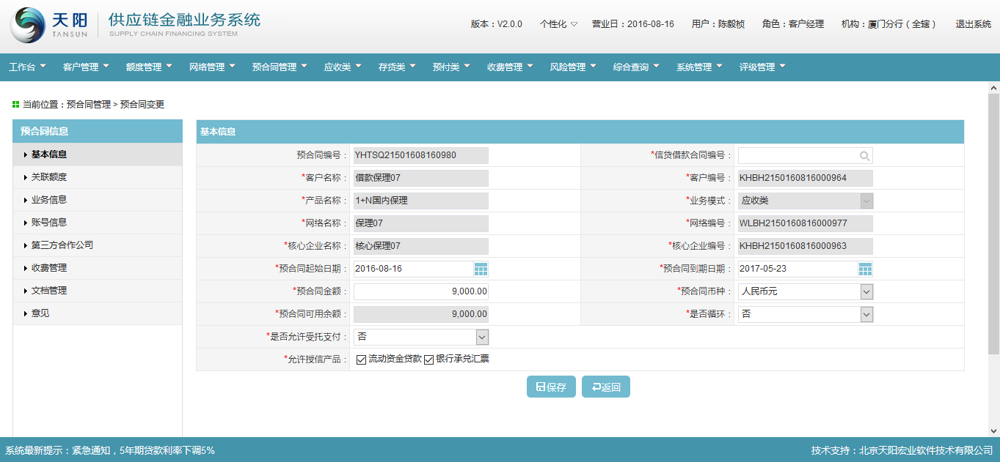 天阳 TANSUN 供应链金融业务系统 SUPPLY CHAIN FINANCING SYSTEM
版本：V2.0.0 个性化 营业日：2016-08-16 用户：陈毅桢 角色：客户经理 机构：厦门分行（全辖） 退出系统
工作台 客户管理 额度管理 网络管理 预合同管理 应收类 存货类 预付类 收费管理 风险管理 综合查询 系统管理 评级管理
当前位置：预合同管理 > 预合同变更
预合同信息
基本信息
关联额度
业务信息
账号信息
第三方合作公司
收费管理
文档管理
意见
基本信息
预合同编号： YHTSQ21501608160980 *信贷借款合同编号：
*客户名称： 借款保理07 *客户编号： KHBH2150160816000964
*产品名称： 1+N国内保理 *业务模式： 应收类
*网络名称： 保理07 *网络编号： WLBH2150160816000977
*核心企业名称： 核心保理07 *核心企业编号： KHBH2150160816000963
*预合同起始日期： 2016-08-16 *预合同到期日期： 2017-05-23
*预合同金额： 9,000.00 *预合同币种： 人民币元
*预合同可用余额： 9,000.00 *是否循环： 否
*是否允许受托支付： 否
*允许授信产品： 流动资金贷款 银行承兑汇票
保存 返回
系统最新提示：紧急通知，5年期贷款利率下调5% 技术支持：北京天阳宏业软件技术有限公司